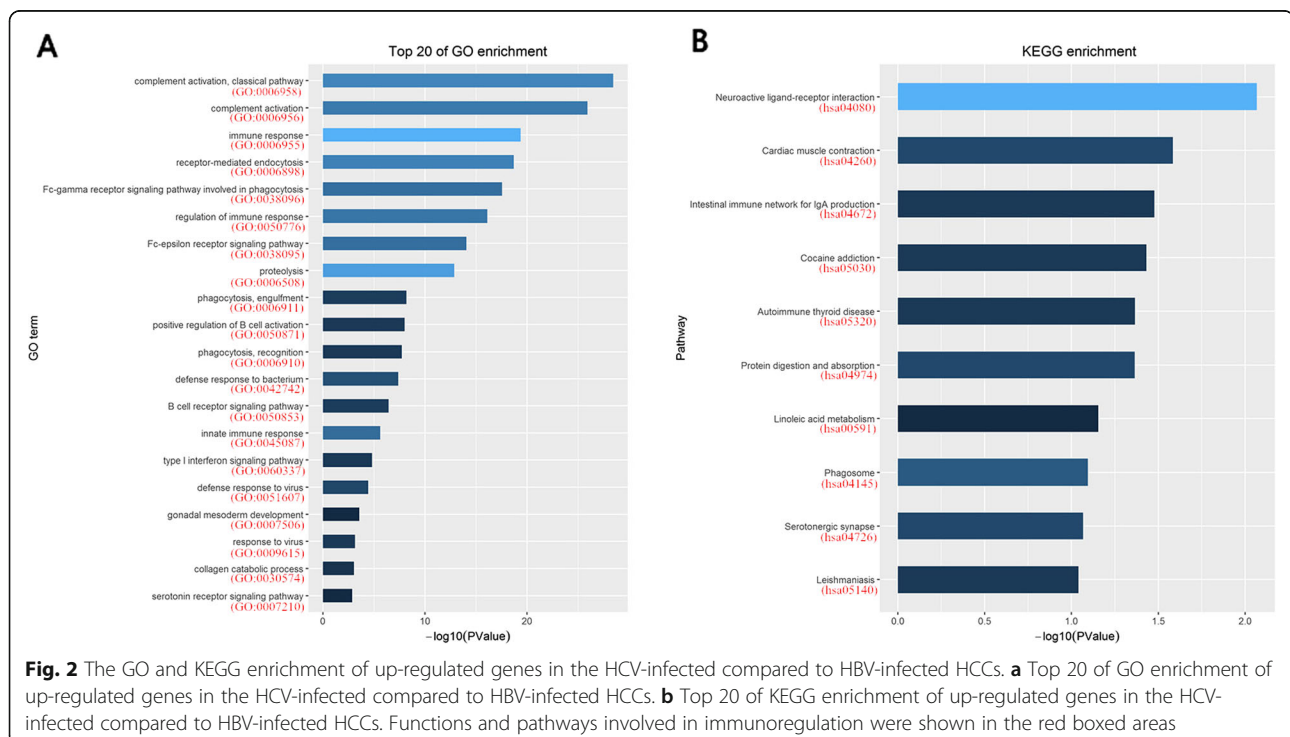 A
Top 20 of GO enrichment
GO term
complement activation, classical pathway
(GO:0006958)
complement activation
(GO:0006956)
immune response
(GO:0006955)
receptor-mediated endocytosis
(GO:0006898)
Fc-gamma receptor signaling pathway involved in phagocytosis
(GO:0038096)
regulation of immune response
(GO:0050776)
Fc-epsilon receptor signaling pathway
(GO:0038095)
proteolysis
(GO:0006508)
phagocytosis, engulfment
(GO:0006911)
positive regulation of B cell activation
(GO:0050871)
phagocytosis, recognition
(GO:0006910)
defense response to bacterium
(GO:0042742)
B cell receptor signaling pathway
(GO:0050853)
innate immune response
(GO:0045087)
type I interferon signaling pathway
(GO:0060337)
defense response to virus
(GO:0051607)
gonadal mesoderm development
(GO:0007506)
response to virus
(GO:0009615)
collagen catabolic process
(GO:0030574)
serotonin receptor signaling pathway
(GO:0007210)
0 10 20
−log10(PValue)
B
KEGG enrichment
Pathway
Neuroactive ligand-receptor interaction
(hsa04080)
Cardiac muscle contraction
(hsa04260)
Intestinal immune network for IgA production
(hsa04672)
Cocaine addiction
(hsa05030)
Autoimmune thyroid disease
(hsa05320)
Protein digestion and absorption
(hsa04974)
Linoleic acid metabolism
(hsa00591)
Phagosome
(hsa04145)
Serotonergic synapse
(hsa04726)
Leishmaniasis
(hsa05140)
0.0 0.5 1.0 1.5 2.0
−log10(PValue)
Fig. 2 The GO and KEGG enrichment of up-regulated genes in the HCV-infected compared to HBV-infected HCCs. a Top 20 of GO enrichment of
up-regulated genes in the HCV-infected compared to HBV-infected HCCs. b Top 20 of KEGG enrichment of up-regulated genes in the HCV-
infected compared to HBV-infected HCCs. Functions and pathways involved in immunoregulation were shown in the red boxed areas